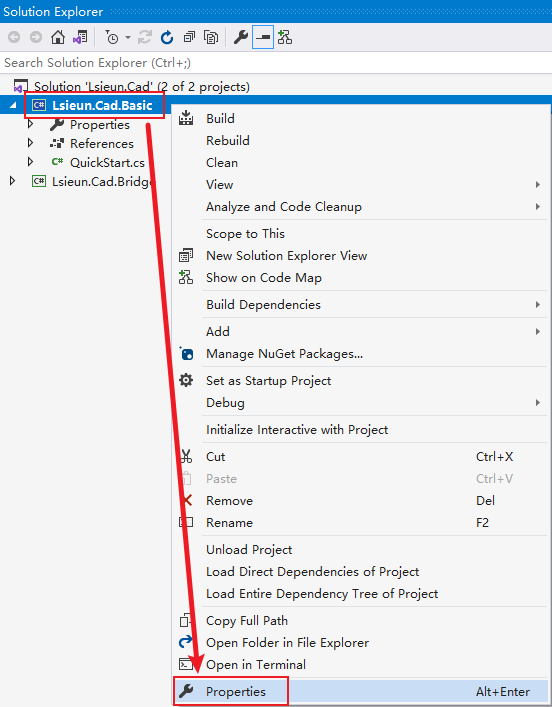 Solution Explorer
Search Solution Explorer (Ctrl+;)
Solution 'Lsieun.Cad' (2 of 2 projects)
C# Lsieun.Cad.Basic
Properties
References
C# QuickStart.cs
C# Lsieun.Cad.Bridge
Build
Rebuild
Clean
View
Analyze and Code Cleanup
Scope to This
New Solution Explorer View
Show on Code Map
Build Dependencies
Add
Manage NuGet Packages...
Set as Startup Project
Debug
Initialize Interactive with Project
Cut Ctrl+X
Paste Ctrl+V
Remove Del
Rename F2
Unload Project
Load Direct Dependencies of Project
Load Entire Dependency Tree of Project
Copy Full Path
Open Folder in File Explorer
Open in Terminal
Properties Alt+Enter